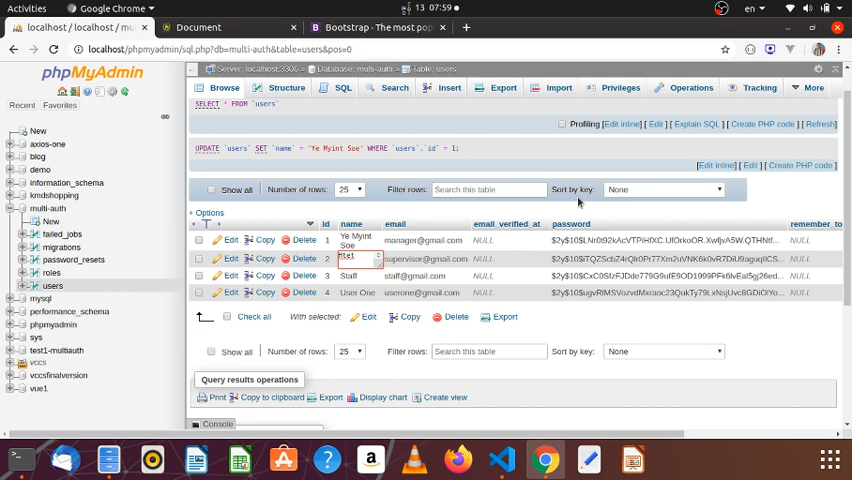 Activities Google Chrome 13 07:59 en
localhost / localhost / mul Document Bootstrap · The most pop
localhost/phpmyadmin/sql.php?db=multi-auth&table=users&pos=0
phpMyAdmin
Recent Favorites
New
axios-one
blog
demo
information_schema
kmdshopping
multi-auth
New
failed_jobs
migrations
password_resets
roles
users
mysql
performance_schema
phpmyadmin
sys
test1-multiauth
vccs
vccsfinalversion
vue1
Server: localhost:3306 » Database: multi-auth » Table: users
Browse Structure SQL Search Insert Export Import Privileges Operations Tracking More
SELECT * FROM `users`
Profiling [Edit inline] [ Edit ] [ Explain SQL ] [ Create PHP code ] [ Refresh]
UPDATE `users` SET `name` = 'Ye Myint Soe' WHERE `users`.`id` = 1;
[Edit inline] [ Edit ] [ Create PHP code ]
Show all Number of rows: 25 Filter rows: Search this table Sort by key: None
+ Options
id name email email_verified_at password remember_to
Edit Copy Delete 1 Ye Myint Soe manager@gmail.com NULL
Edit Copy Delete 2 Htet supervisor@gmail.com NULL
Edit Copy Delete 3 Staff staff@gmail.com NULL
Edit Copy Delete 4 User One userone@gmail.com NULL
Check all With selected: Edit Copy Delete Export
Show all Number of rows: 25 Filter rows: Search this table Sort by key: None
Query results operations
Print Copy to clipboard Export Display chart Create view
Console